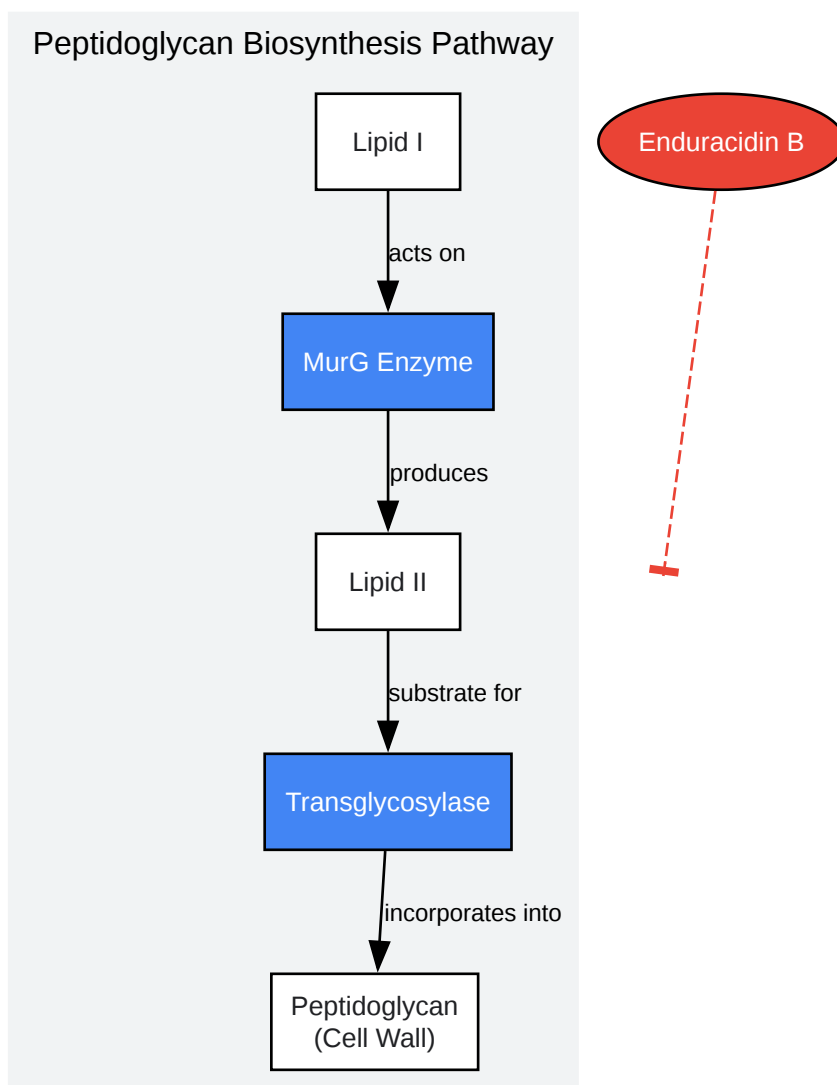 Peptidoglycan Biosynthesis Pathway
Lipid I
Enduracidin B
acts on
MurG Enzyme
produces
Lipid II
substrate for
Transglycosylase
incorporates into
Peptidoglycan
(Cell Wall)